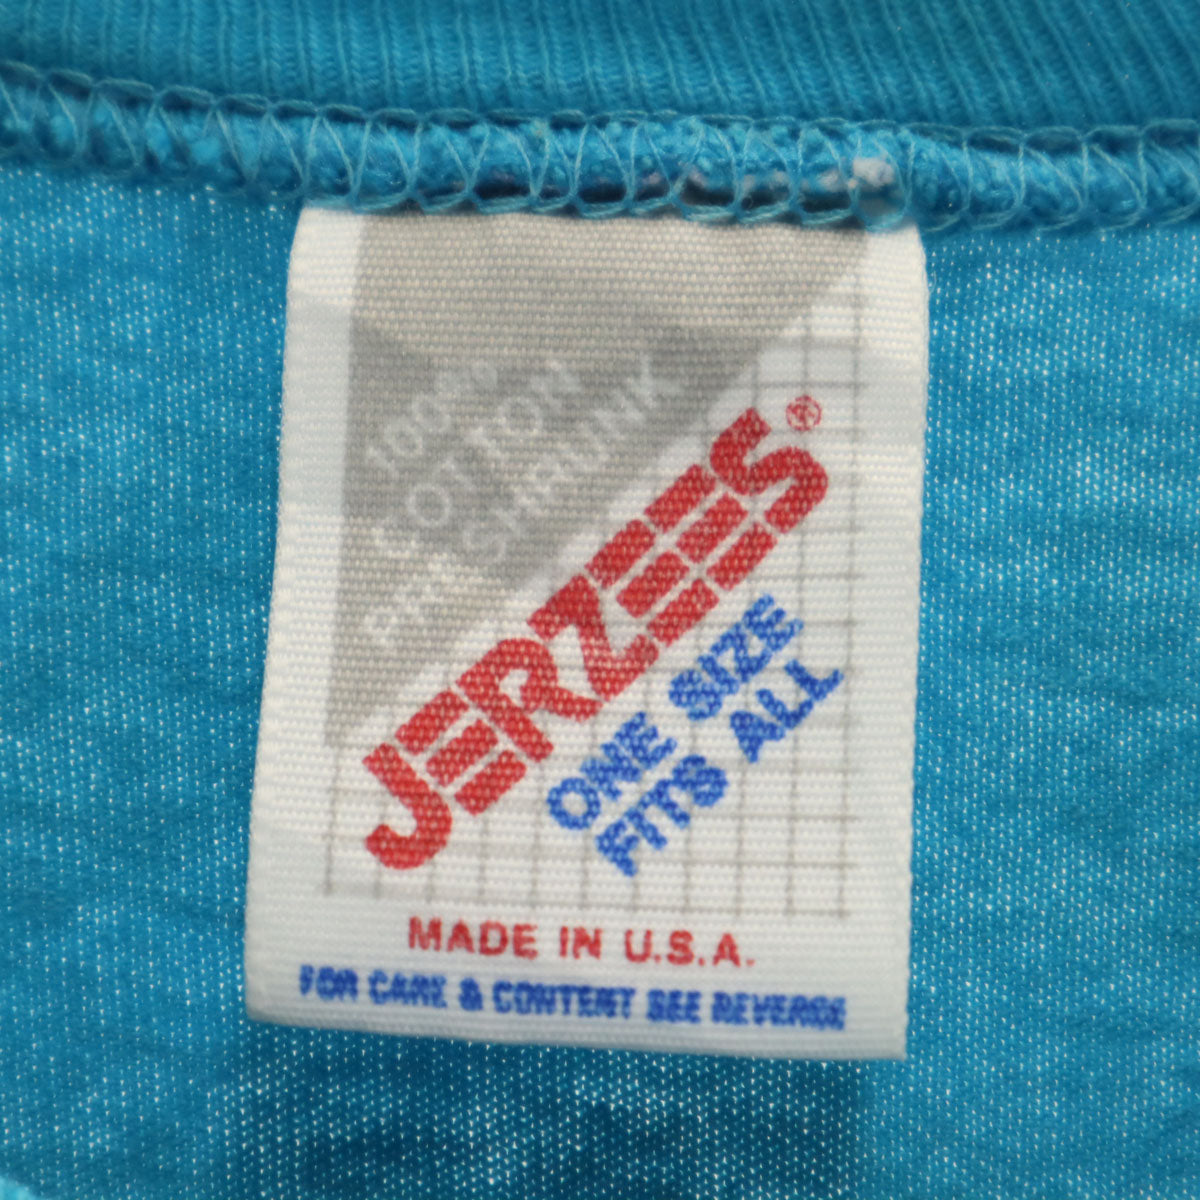 100%
COTTON
PRE SHRUNK
JERZEES®
ONE SIZE
FITS ALL
MADE IN U.S.A.
FOR CARE & CONTENT SEE REVERSE